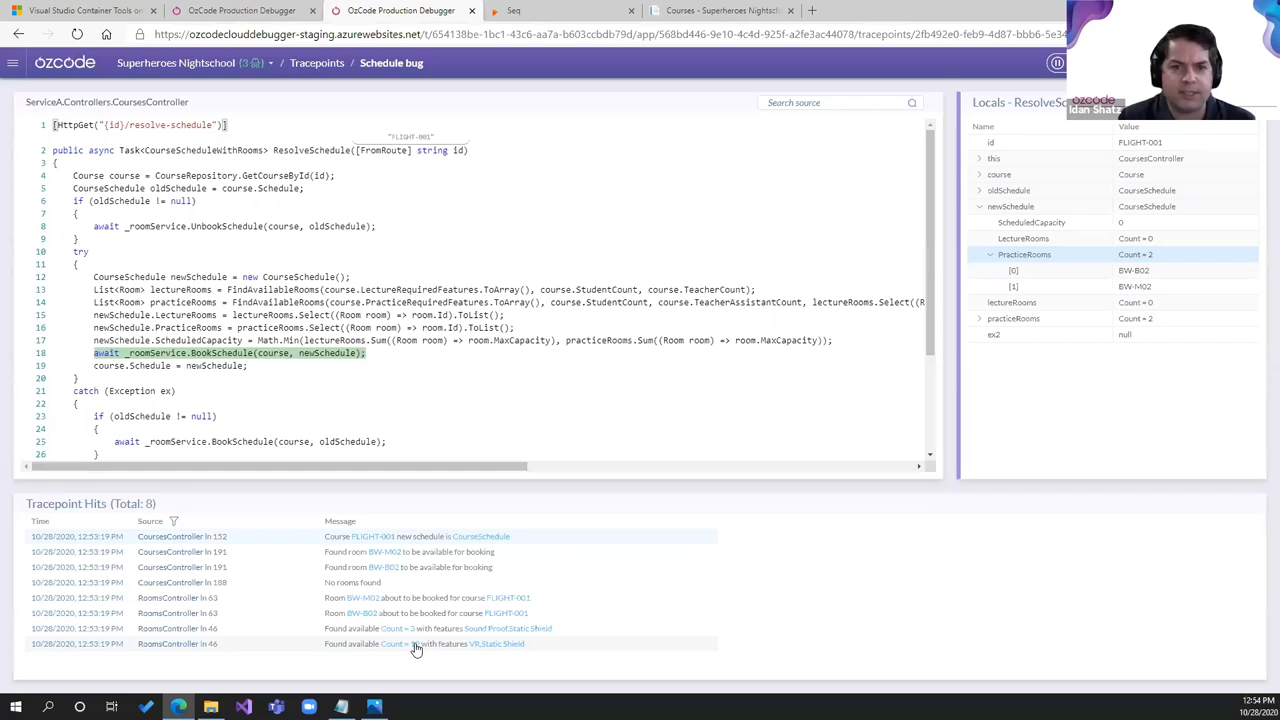 Visual Studio Container Tools on
OzCode Production Debugger
OzCode Production Debugger
Seq
Courses - Superheroes Nightsch
https://ozcodeclouddebugger-staging.azurewebsites.net/t/654138be-1bc1-43c6-aa7a-b603ccbdb79d/app/568bd446-9e10-4c4d-925f-a2fe3ac44078/tracepoints/2fb492e0-feb9-4d87-bbb6-5e3
ozcode
Superheroes Nightschool (3)
Tracepoints
Schedule bug
ozcode
Idan Shatz
ServiceA.Controllers.CoursesController
Search source
1 [HttpGet("{id}/resolve-schedule")]
"FLIGHT-001"
2 public async Task<CourseScheduleWithRooms> ResolveSchedule([FromRoute] string id)
3 {
4 Course course = CourseRepository.GetCourseById(id);
5 CourseSchedule oldSchedule = course.Schedule;
6 if (oldSchedule != null)
7 {
8 await _roomService.UnbookSchedule(course, oldSchedule);
9 }
10 try
11 {
12 CourseSchedule newSchedule = new CourseSchedule();
13 List<Room> lectureRooms = FindAvailableRooms(course.LectureRequiredFeatures.ToArray(), course.StudentCount, course.TeacherCount);
14 List<Room> practiceRooms = FindAvailableRooms(course.PracticeRequiredFeatures.ToArray(), course.StudentCount, course.TeacherAssistantCount, lectureRooms.Select((R
15 newSchedule.LectureRooms = lectureRooms.Select((Room room) => room.Id).ToList();
16 newSchedule.PracticeRooms = practiceRooms.Select((Room room) => room.Id).ToList();
17 newSchedule.ScheduledCapacity = Math.Min(lectureRooms.Sum((Room room) => room.MaxCapacity), practiceRooms.Sum((Room room) => room.MaxCapacity));
18 await _roomService.BookSchedule(course, newSchedule);
19 course.Schedule = newSchedule;
20 }
21 catch (Exception ex)
22 {
23 if (oldSchedule != null)
24 {
25 await _roomService.BookSchedule(course, oldSchedule);
26 }
Locals - ResolveSc
Name Value
id FLIGHT-001
this CoursesController
course Course
oldSchedule CourseSchedule
newSchedule CourseSchedule
ScheduledCapacity 0
LectureRooms Count = 0
PracticeRooms Count = 2
[0] BW-B02
[1] BW-M02
lectureRooms Count = 0
practiceRooms Count = 2
ex2 null
Tracepoint Hits (Total: 8)
Time Source Message
10/28/2020, 12:53:19 PM CoursesController ln 152 Course FLIGHT-001 new schedule is CourseSchedule
10/28/2020, 12:53:19 PM CoursesController ln 191 Found room BW-M02 to be available for booking
10/28/2020, 12:53:19 PM CoursesController ln 191 Found room BW-B02 to be available for booking
10/28/2020, 12:53:19 PM CoursesController ln 188 No rooms found
10/28/2020, 12:53:19 PM RoomsController ln 63 Room BW-M02 about to be booked for course FLIGHT-001
10/28/2020, 12:53:19 PM RoomsController ln 63 Room BW-B02 about to be booked for course FLIGHT-001
10/28/2020, 12:53:19 PM RoomsController ln 46 Found available Count = 3 with features Sound Proof,Static Shield
10/28/2020, 12:53:19 PM RoomsController ln 46 Found available Count = with features VR,Static Shield
12:54 PM
10/28/2020